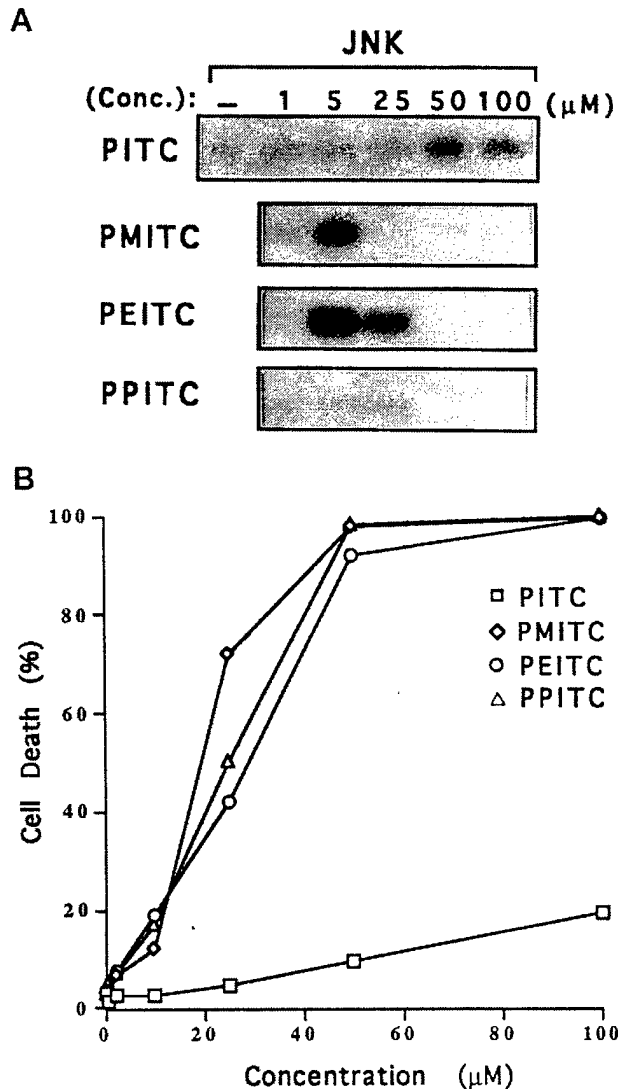 A
JNK
(Conc.): – 1 5 25 50 100 (μM)
PITC
PMITC
PEITC
PPITC
B
100
80
60
40
20
0
Cell Death (%)
PITC
PMITC
PEITC
PPITC
0 20 40 60 80 100
Concentration (μM)